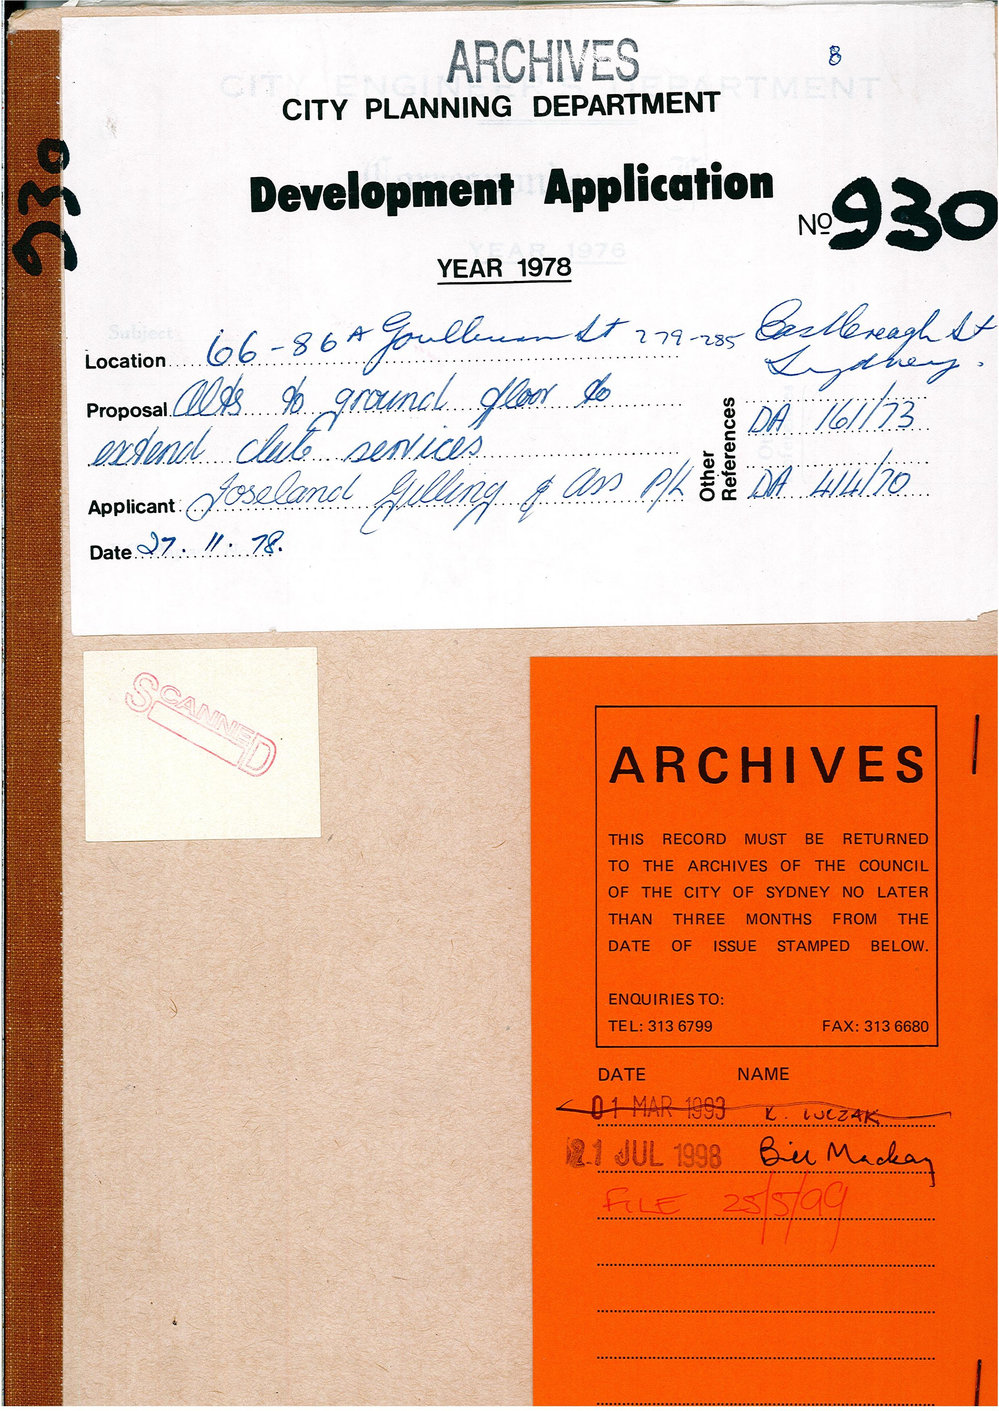 ARCHIVES
8
CITY PLANNING DEPARTMENT
Development Application
No 930
930
YEAR 1978
Location 66-86A Goulburn St 279-285 Castlereagh St
Sydney.
Proposal Alts to ground floor to
extend club services
Other References DA 161/73
DA 414/70
Applicant Joseland Gilling & Ass P/L
Date 27. 11. 78.
SCANNED
ARCHIVES
THIS RECORD MUST BE RETURNED
TO THE ARCHIVES OF THE COUNCIL
OF THE CITY OF SYDNEY NO LATER
THAN THREE MONTHS FROM THE
DATE OF ISSUE STAMPED BELOW.
ENQUIRIES TO:
TEL: 313 6799 FAX: 313 6680
DATE NAME
01 MAR 1993 K.
21 JUL 1998 Bill Mackay
FILE 25/5/99